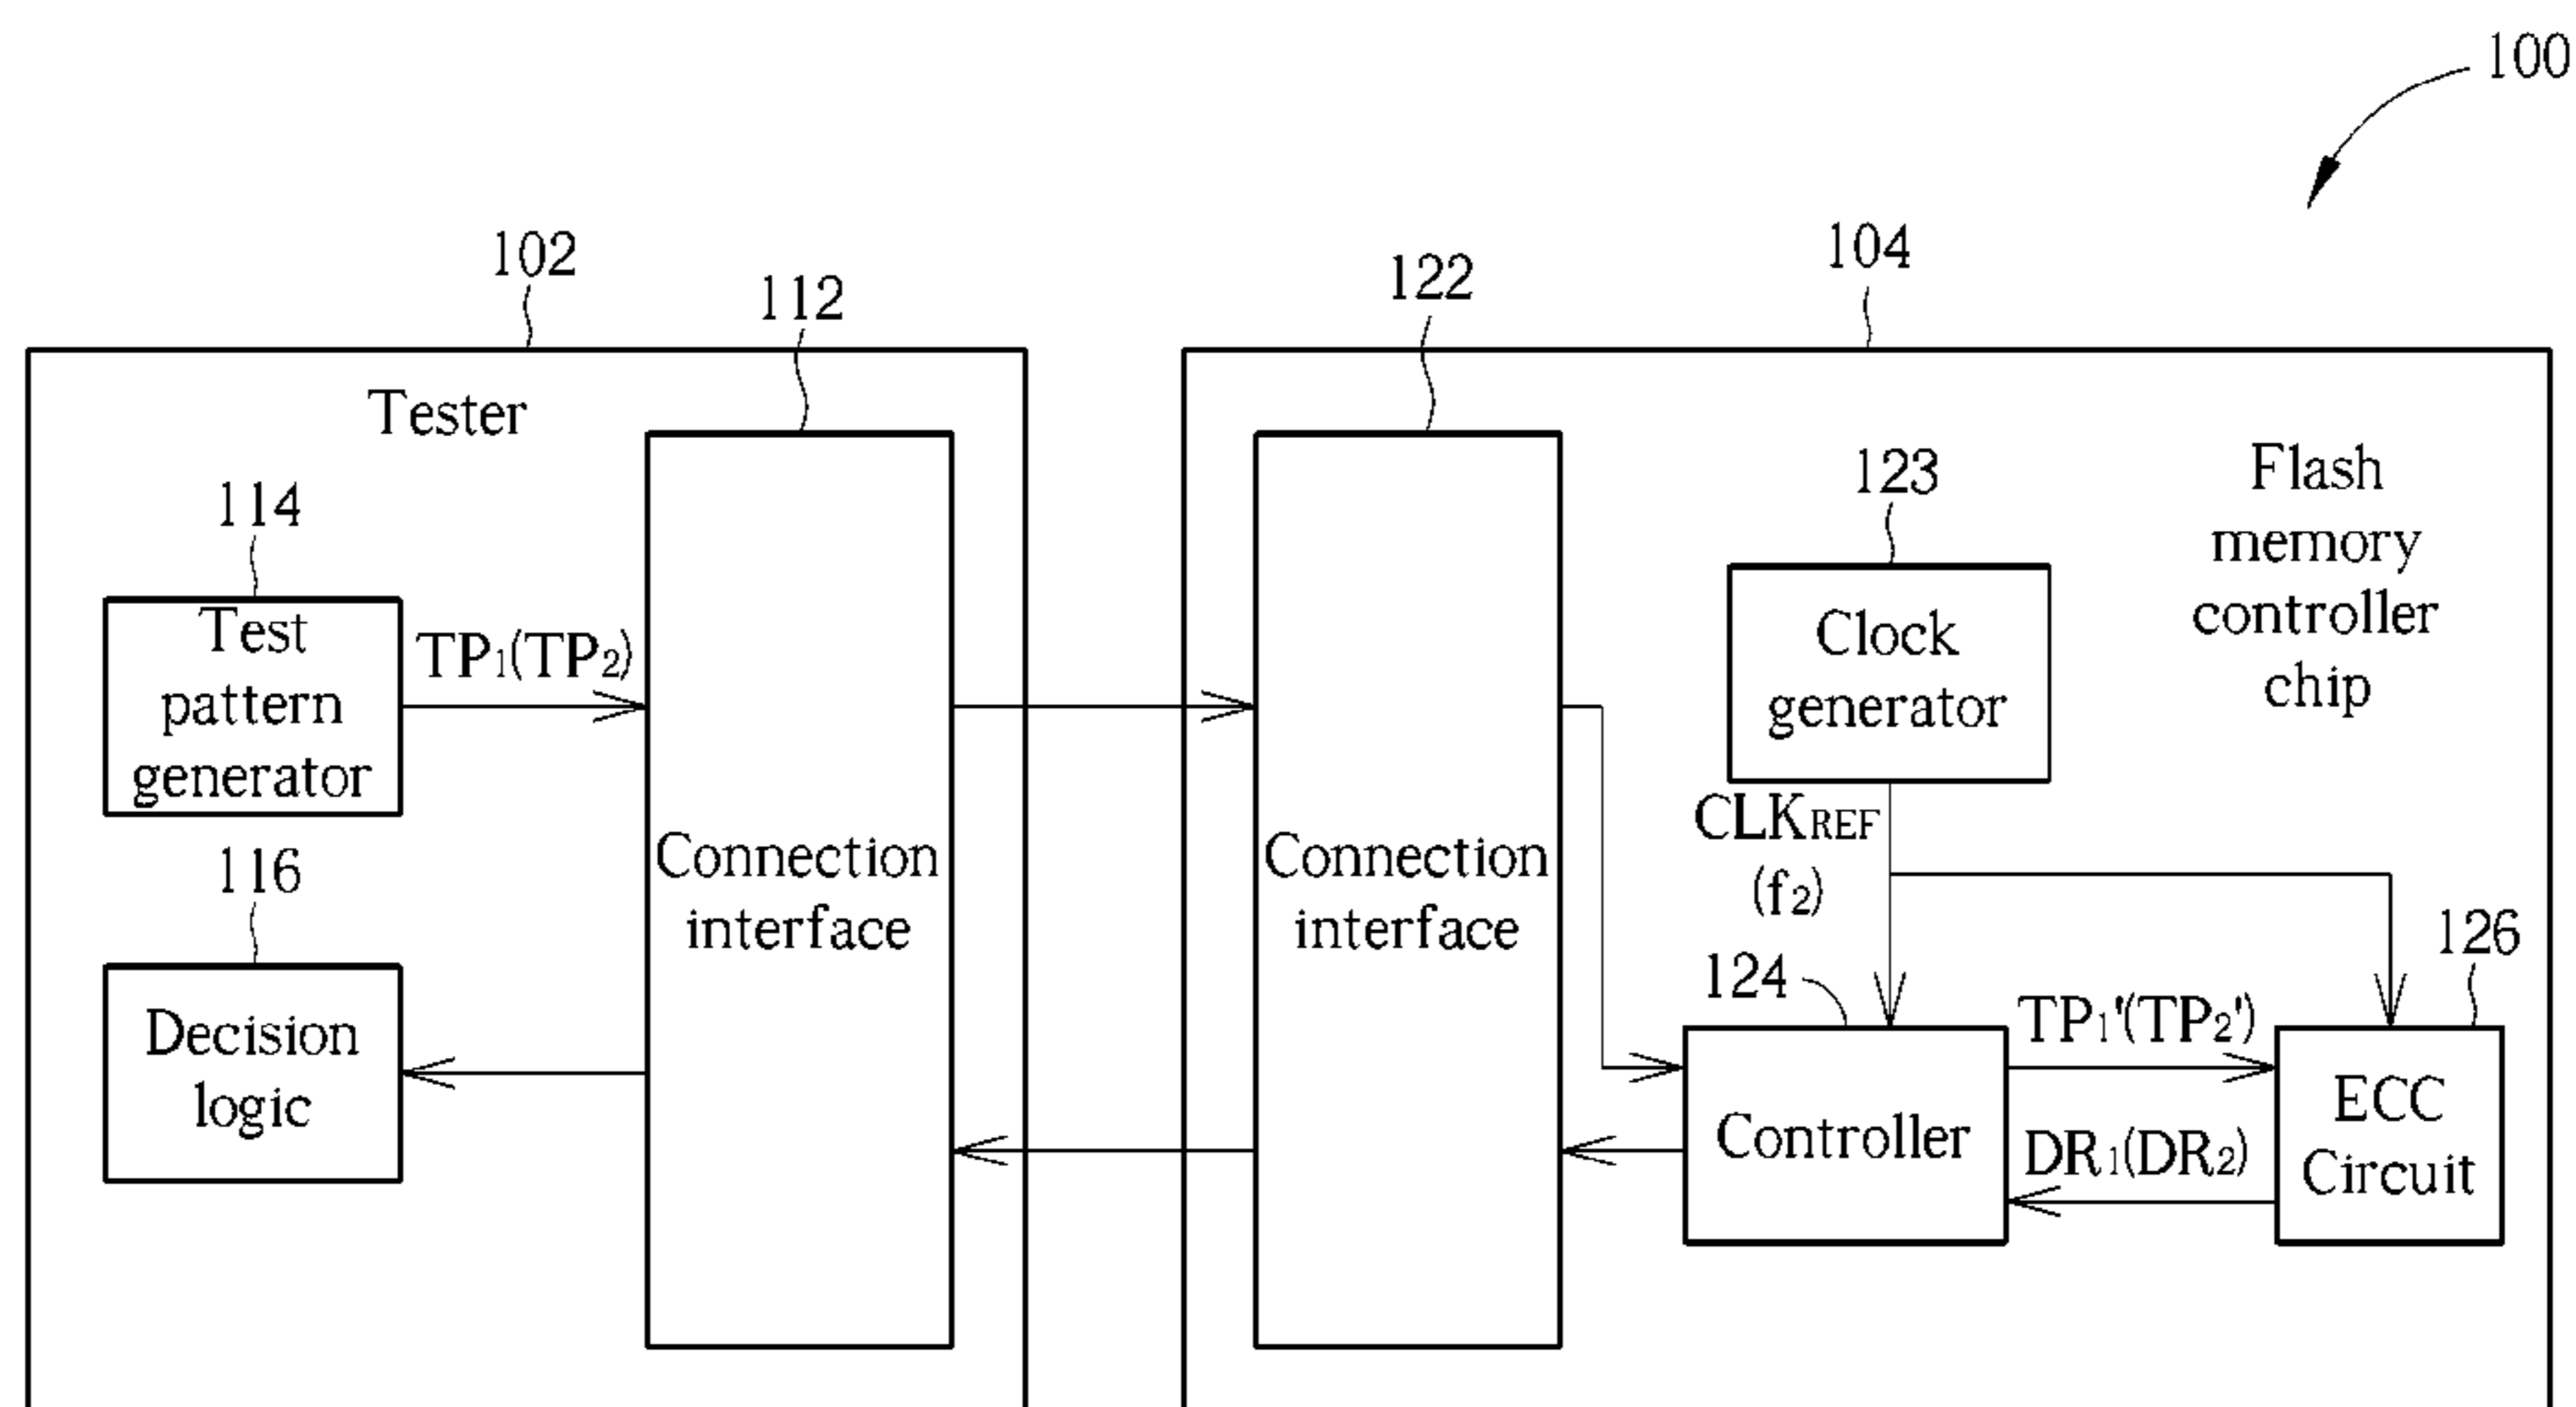 100
102
112
122
104
Tester
114
Test
pattern
generator
TP1(TP2)
116
Decision
logic
Connection
interface
Connection
interface
123
Clock
generator
Flash
memory
controller
chip
CLKREF
(f2)
124
Controller
TP1'(TP2')
DR1(DR2)
126
ECC
Circuit